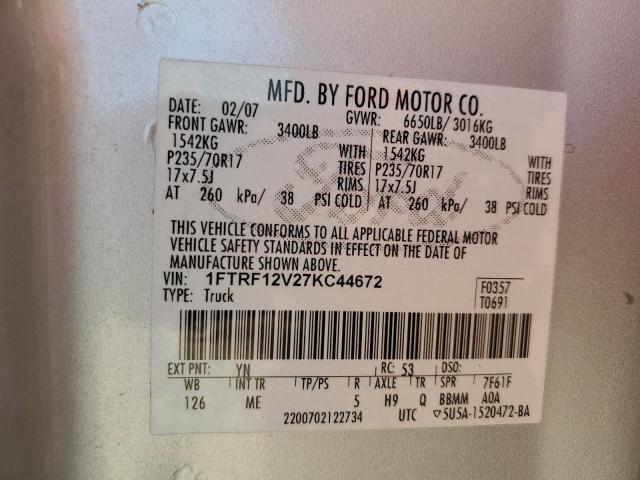 MFD. BY FORD MOTOR CO.
DATE: 02/07 GVWR: 6650LB/ 3016KG
FRONT GAWR: 3400LB REAR GAWR: 3400LB
1542KG WITH 1542KG WITH
P235/70R17 TIRES P235/70R17 TIRES
17x7.5J RIMS 17x7.5J RIMS
AT 260 kPa/ 38 PSI COLD AT 260 kPa/ 38 PSI COLD
Ford
THIS VEHICLE CONFORMS TO ALL APPLICABLE FEDERAL MOTOR
VEHICLE SAFETY STANDARDS IN EFFECT ON THE DATE OF
MANUFACTURE SHOWN ABOVE.
VIN: 1FTRF12V27KC44672 F0357
TYPE: Truck T0691
EXT PNT: YN RC: 53 DSO:
WB INT TR TP/PS R AXLE TR SPR 7F61F
126 ME 5 H9 Q BBMM A0A
2200702122734 UTC ▽5U5A-1520472-BA